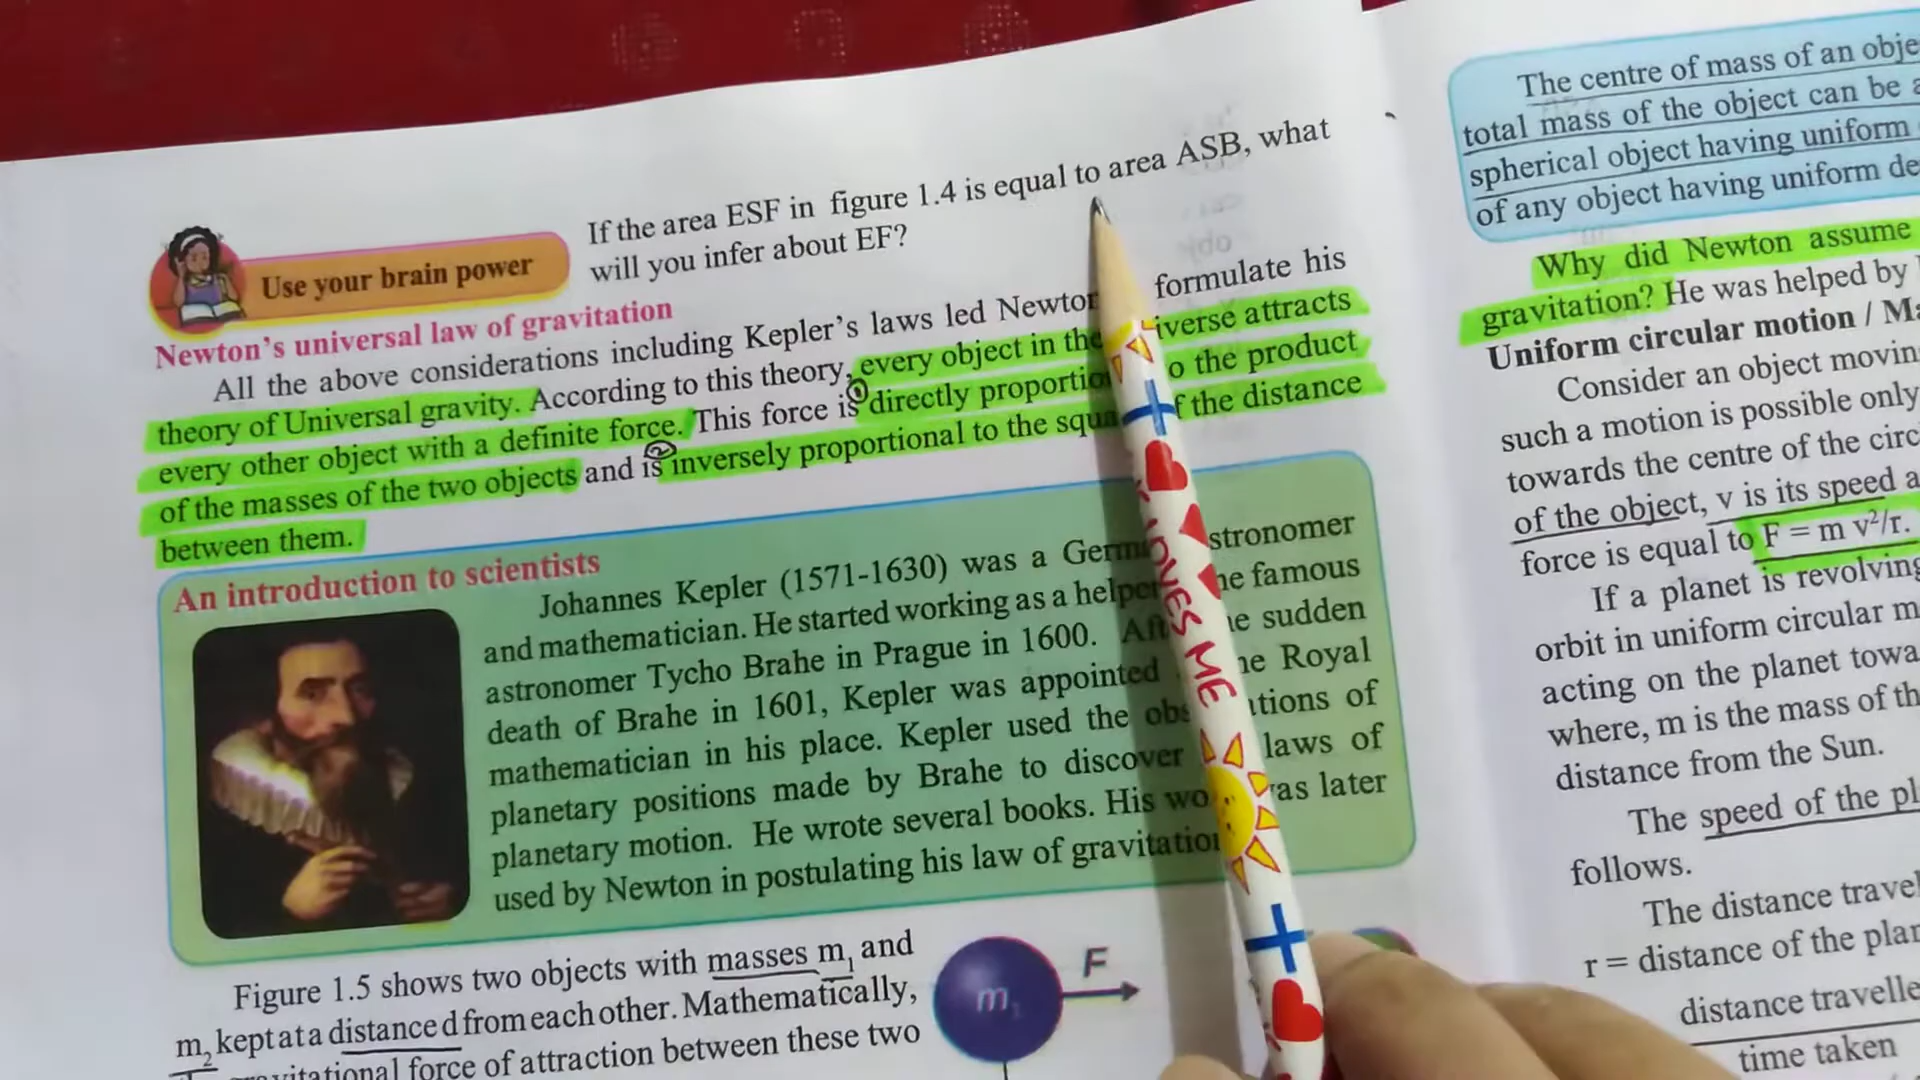 If the area ESF in figure 1.4 is equal to area ASB, what
will you infer about EF?
Use your brain power
Newton's universal law of gravitation
All the above considerations including Kepler's laws led Newton formulate his
theory of Universal gravity. According to this theory, every object in the iverse attracts
every other object with a definite force. This force is directly proportio o the product
of the masses of the two objects and is inversely proportional to the squa f the distance
between them.
An introduction to scientists
Johannes Kepler (1571-1630) was a Germ stronomer
and mathematician. He started working as a helper he famous
astronomer Tycho Brahe in Prague in 1600. Aft he sudden
death of Brahe in 1601, Kepler was appointed he Royal
mathematician in his place. Kepler used the obs tions of
planetary positions made by Brahe to discover laws of
planetary motion. He wrote several books. His wo was later
used by Newton in postulating his law of gravitation
Figure 1.5 shows two objects with masses m₁ and
m₂ kept at a distance d from each other. Mathematically,
gravitational force of attraction between these two
F
m₁
LOVES ME
The centre of mass of an obje
total mass of the object can be a
spherical object having uniform
of any object having uniform de
Why did Newton assume
gravitation? He was helped by
Uniform circular motion / Ma
Consider an object movin
such a motion is possible only
towards the centre of the circ
of the object, v is its speed a
force is equal to F = m v²/r.
If a planet is revolving
orbit in uniform circular m
acting on the planet towa
where, m is the mass of th
distance from the Sun.
The speed of the pl
follows.
The distance travel
r = distance of the plan
distance travelle
time taken